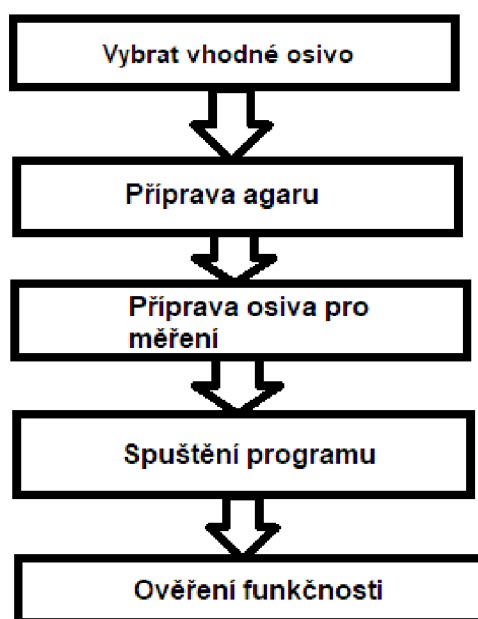 Vybrat vhodné osivo
Příprava agaru
Příprava osiva pro
měření
Spuštění programu
Ověření funkčnosti